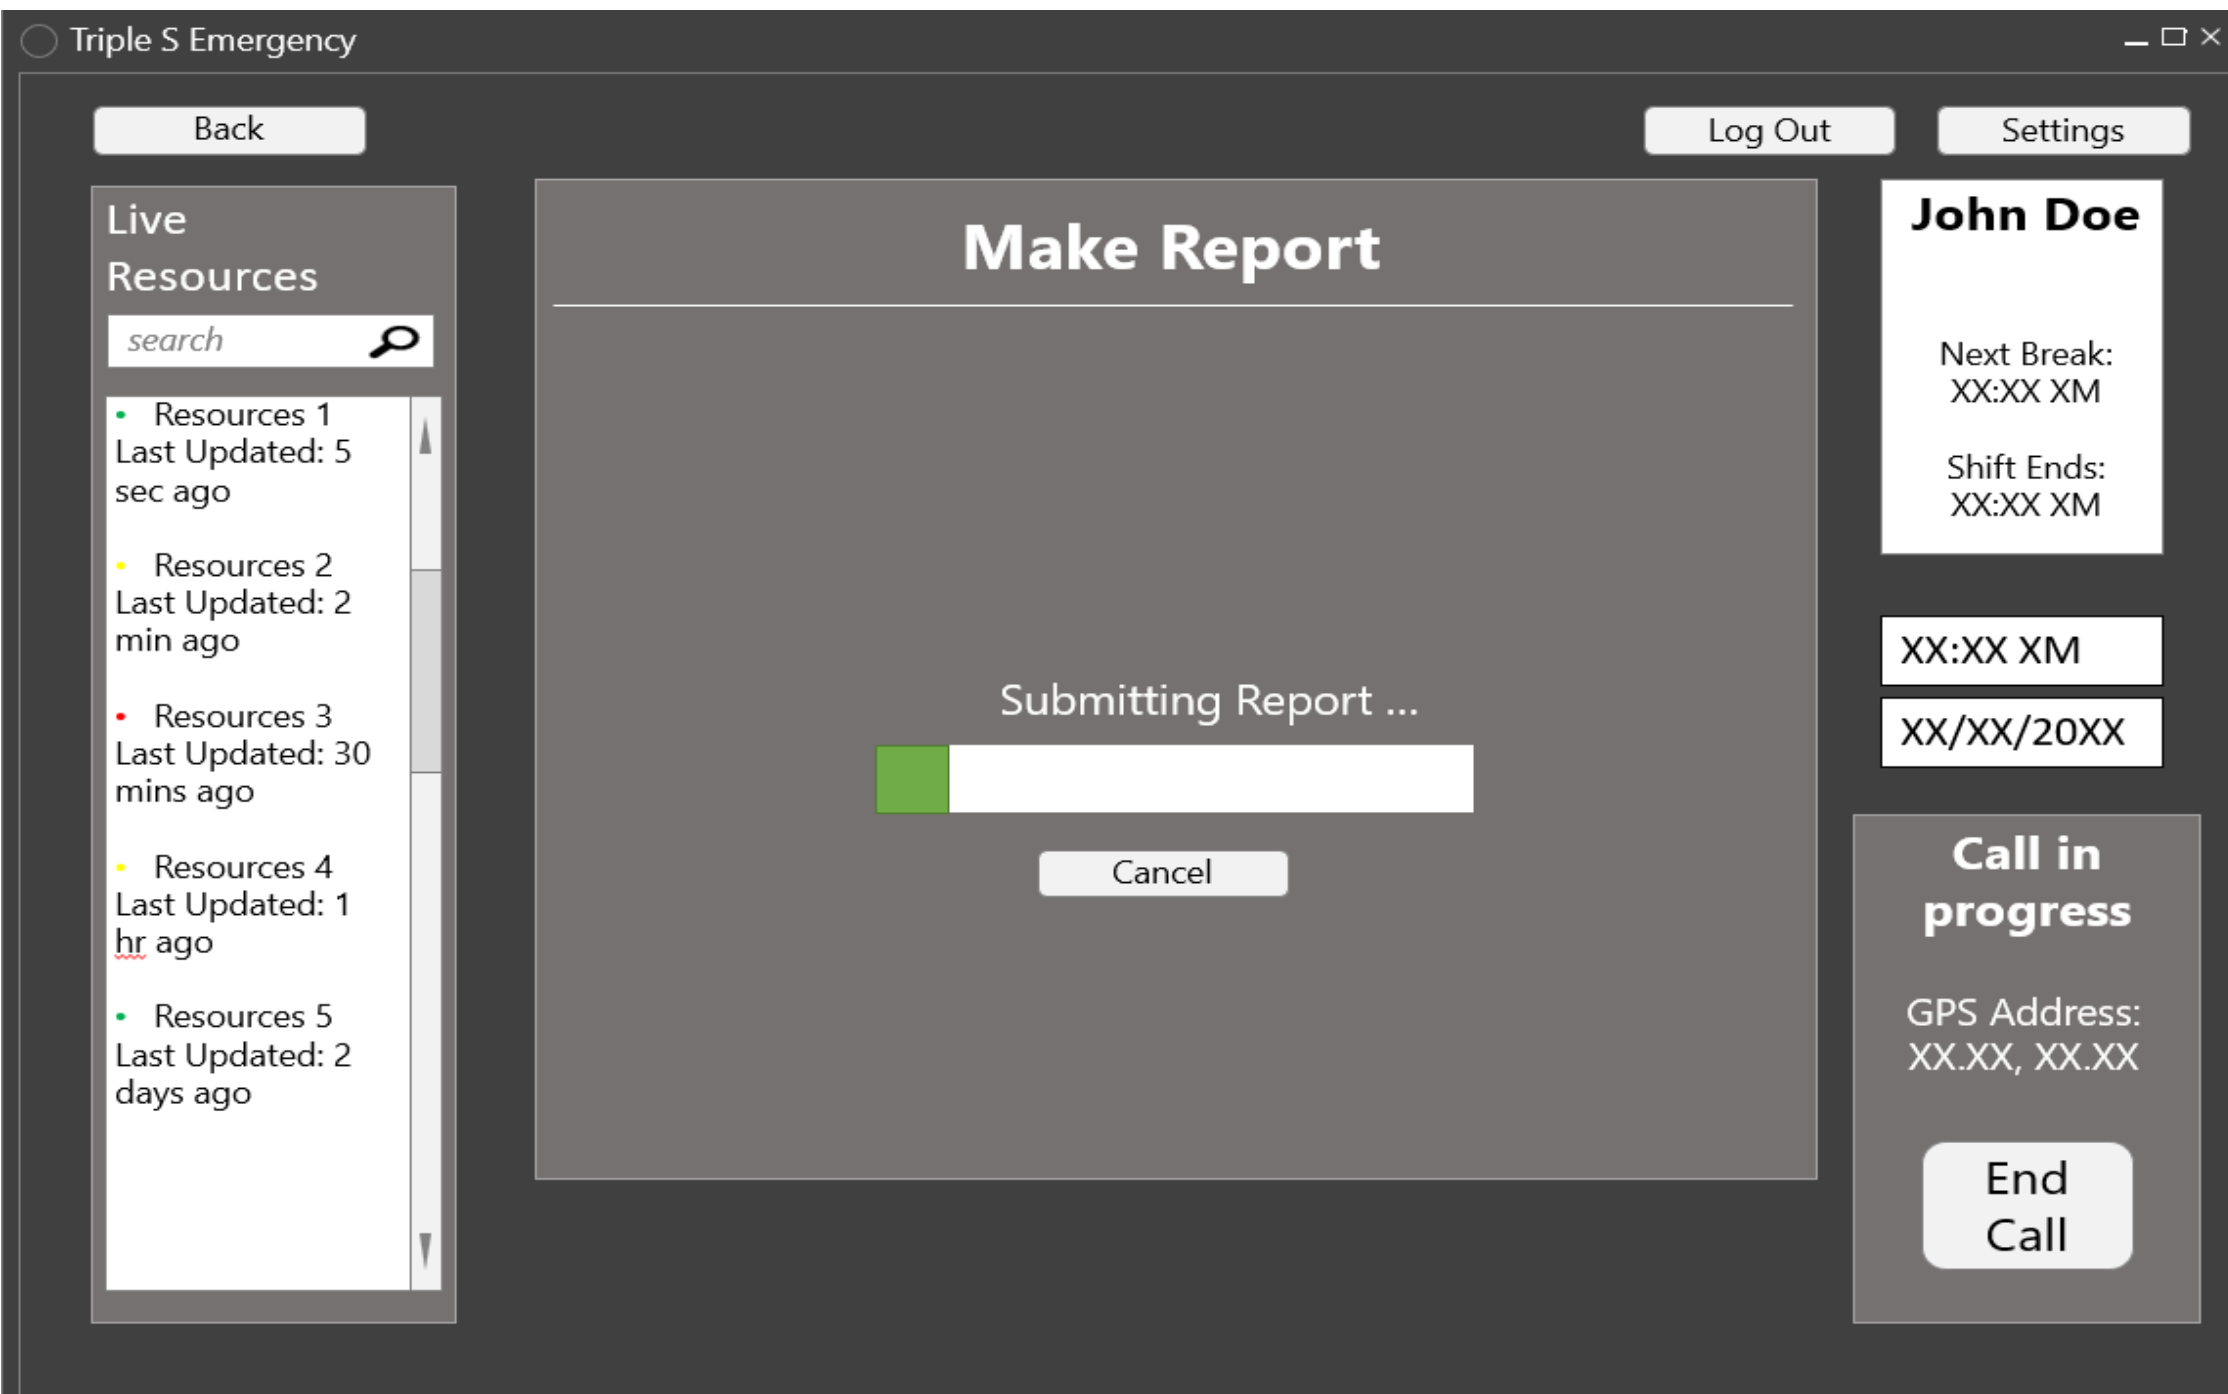 Triple S Emergency
Back
Log Out
Settings
Live
Resources
search
• Resources 1
Last Updated: 5
sec ago
• Resources 2
Last Updated: 2
min ago
• Resources 3
Last Updated: 30
mins ago
• Resources 4
Last Updated: 1
hr ago
• Resources 5
Last Updated: 2
days ago
Make Report
Submitting Report ...
Cancel
John Doe
Next Break:
XX:XX XM
Shift Ends:
XX:XX XM
XX:XX XM
XX/XX/20XX
Call in
progress
GPS Address:
XX.XX, XX.XX
End
Call